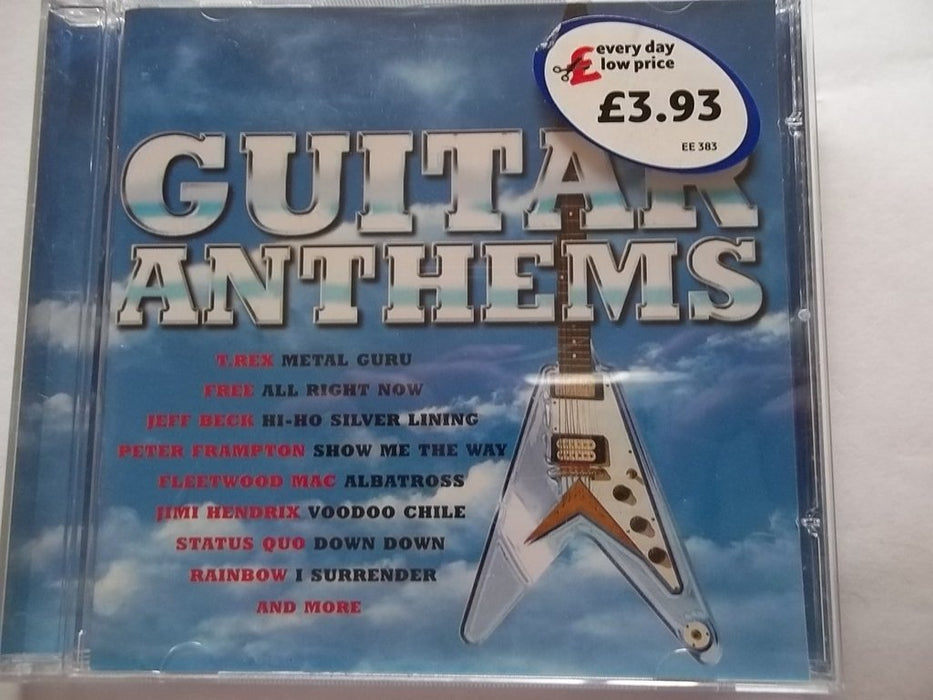 every day
£ low price
£3.93
EE 383
GUITAR
ANTHEMS
T.REX METAL GURU
FREE ALL RIGHT NOW
JEFF BECK HI-HO SILVER LINING
PETER FRAMPTON SHOW ME THE WAY
FLEETWOOD MAC ALBATROSS
JIMI HENDRIX VOODOO CHILE
STATUS QUO DOWN DOWN
RAINBOW I SURRENDER
AND MORE